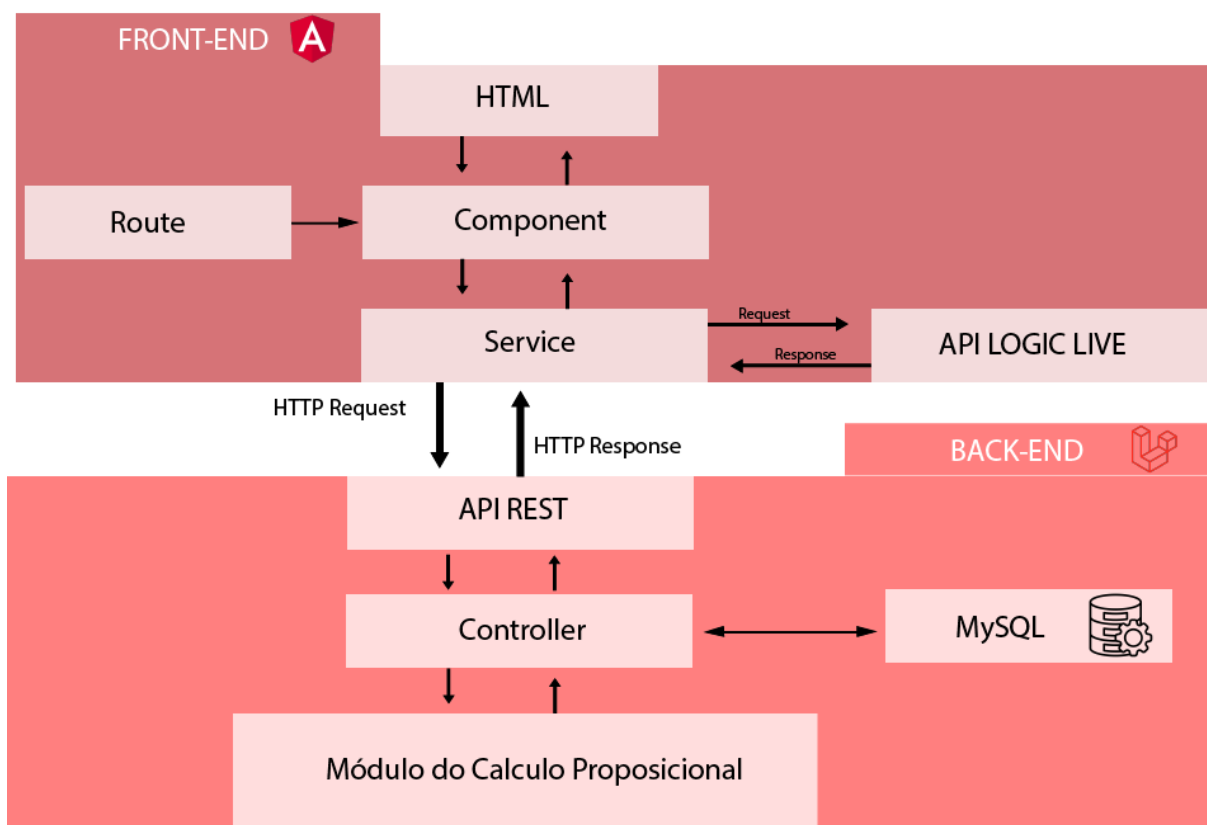 FRONT-END
HTML
Route
Component
Service
Request
Response
API LOGIC LIVE
HTTP Request
HTTP Response
BACK-END
API REST
Controller
MySQL
Módulo do Calculo Proposicional